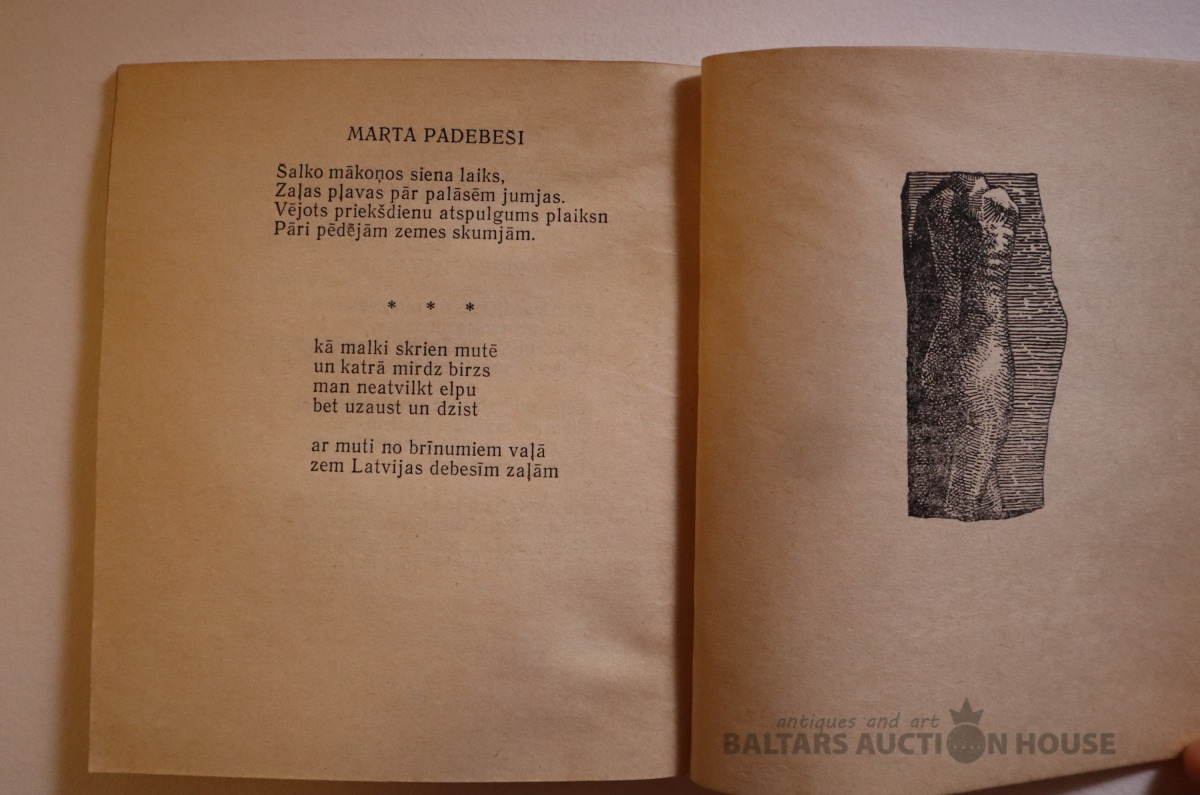 MARTA PADEBEŠI
Šalko mākoņos siena laiks,
Zaļas pļavas pār palāsēm jumjas.
Vējots priekšdienu atspulgums plaiksn
Pāri pēdējām zemes skumjām.
* * *
kā malki skrien mutē
un katrā mirdz birzs
man neatvilkt elpu
bet uzaust un dzist
ar muti no brīnumiem vaļā
zem Latvijas debesīm zaļām
antiques and art
BALTARS AUCTION HOUSE